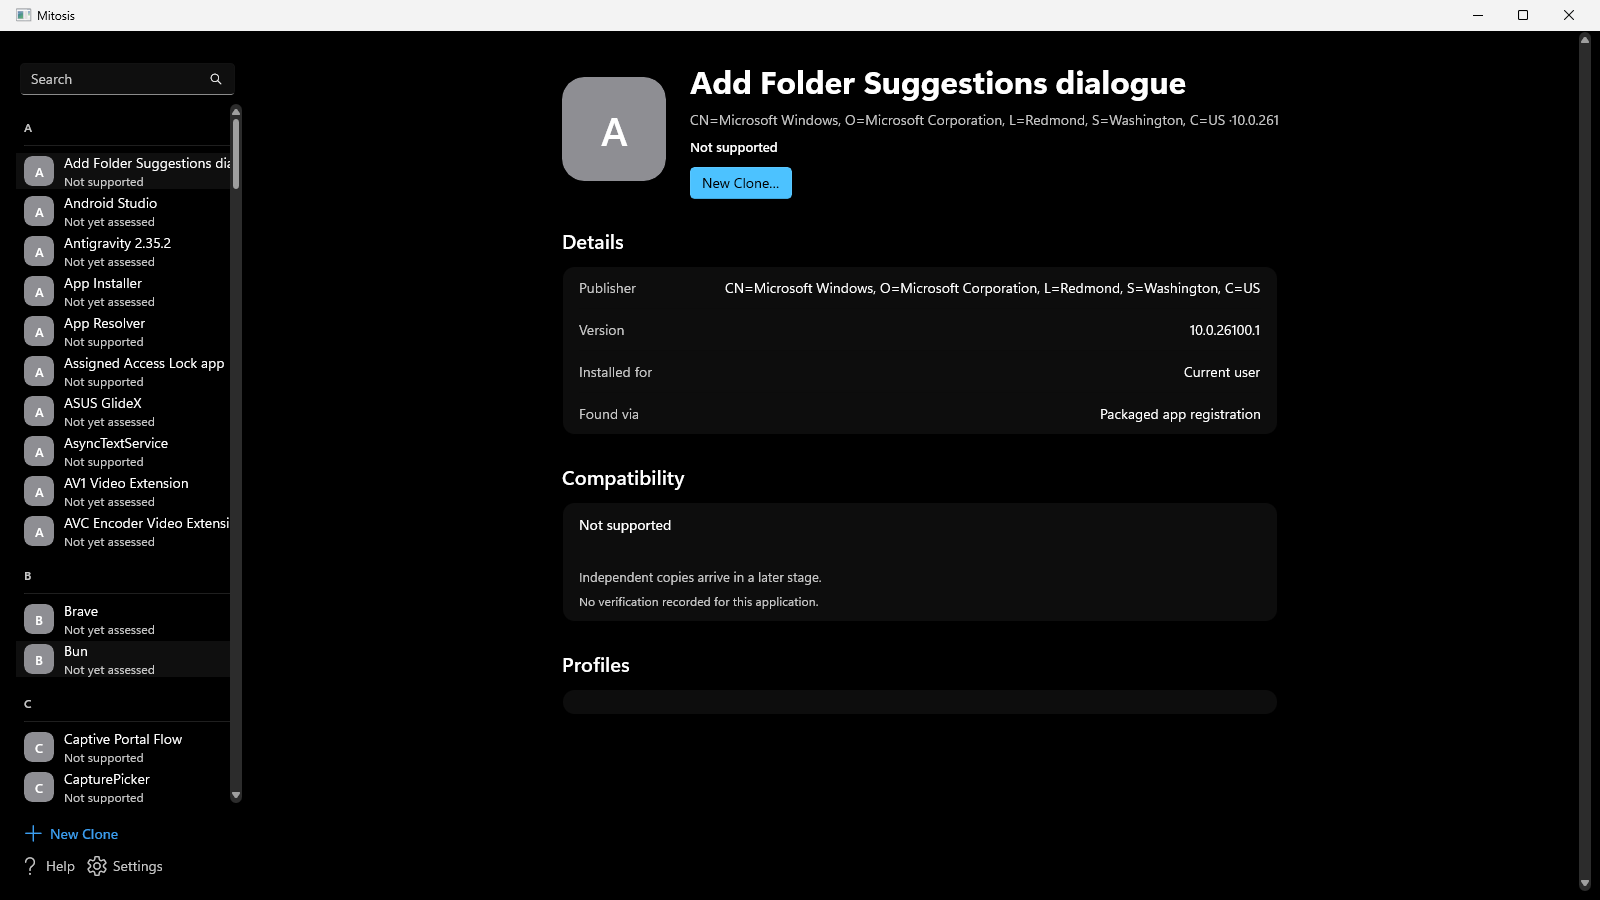 Mitosis
Search
A
A
Add Folder Suggestions dia
Not supported
A
Android Studio
Not yet assessed
A
Antigravity 2.35.2
Not yet assessed
A
App Installer
Not yet assessed
A
App Resolver
Not supported
A
Assigned Access Lock app
Not supported
A
ASUS GlideX
Not yet assessed
A
AsyncTextService
Not supported
A
AV1 Video Extension
Not yet assessed
A
AVC Encoder Video Extensi
Not yet assessed
B
B
Brave
Not yet assessed
B
Bun
Not yet assessed
C
C
Captive Portal Flow
Not supported
C
CapturePicker
Not supported
New Clone
? Help Settings
A
Add Folder Suggestions dialogue
CN=Microsoft Windows, O=Microsoft Corporation, L=Redmond, S=Washington, C=US ·10.0.261
Not supported
New Clone...
Details
Publisher CN=Microsoft Windows, O=Microsoft Corporation, L=Redmond, S=Washington, C=US
Version 10.0.26100.1
Installed for Current user
Found via Packaged app registration
Compatibility
Not supported
Independent copies arrive in a later stage.
No verification recorded for this application.
Profiles